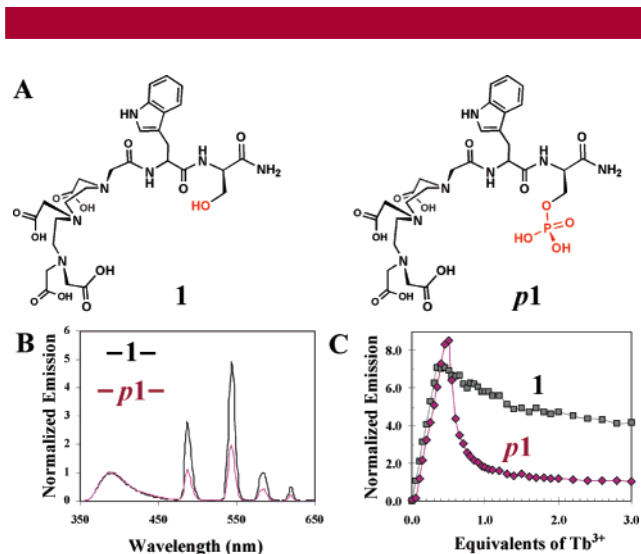 A
HN
O
O
N
H
H
N
O
NH2
HO
N
O
OH
O
OH
N
N
O
OH
O
OH
1
HN
O
O
N
H
H
N
O
NH2
O
P
O
HO
OH
N
O
OH
O
OH
N
N
O
OH
O
OH
p1
B
Normalized Emission
6
5
4
3
2
1
0
–1–
–p1–
350 450 550 650
Wavelength (nm)
C
Normalized Emission
8.0
6.0
4.0
2.0
0.0
1
p1
0.0 1.0 2.0 3.0
Equivalents of Tb³⁺